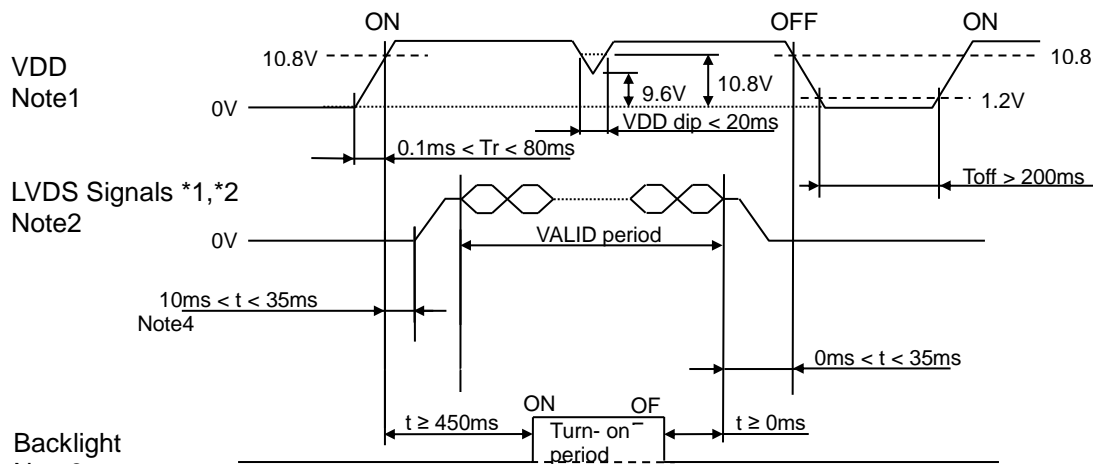 ON OFF ON
10.8V 10.8
VDD
Note1
9.6V 10.8V 1.2V
0V
VDD dip < 20ms
0.1ms < Tr < 80ms
Toff > 200ms
LVDS Signals *1,*2
Note2
0V VALID period
10ms < t < 35ms
Note4
0ms < t < 35ms
ON OF
t ≥ 450ms Turn- on t ≥ 0ms
period
Backlight